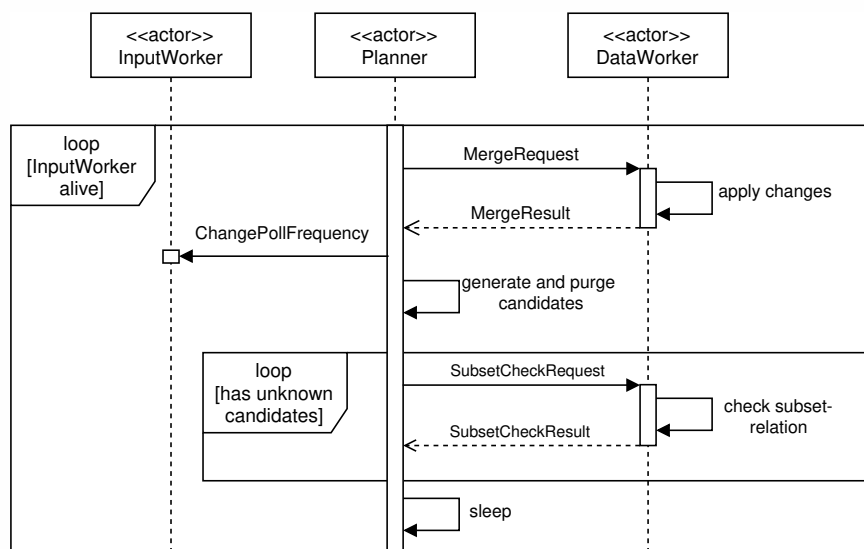 <<actor>>
InputWorker
<<actor>>
Planner
<<actor>>
DataWorker
loop
[InputWorker
alive]
MergeRequest
apply changes
MergeResult
ChangePollFrequency
generate and purge
candidates
loop
[has unknown
candidates]
SubsetCheckRequest
check subset-
relation
SubsetCheckResult
sleep